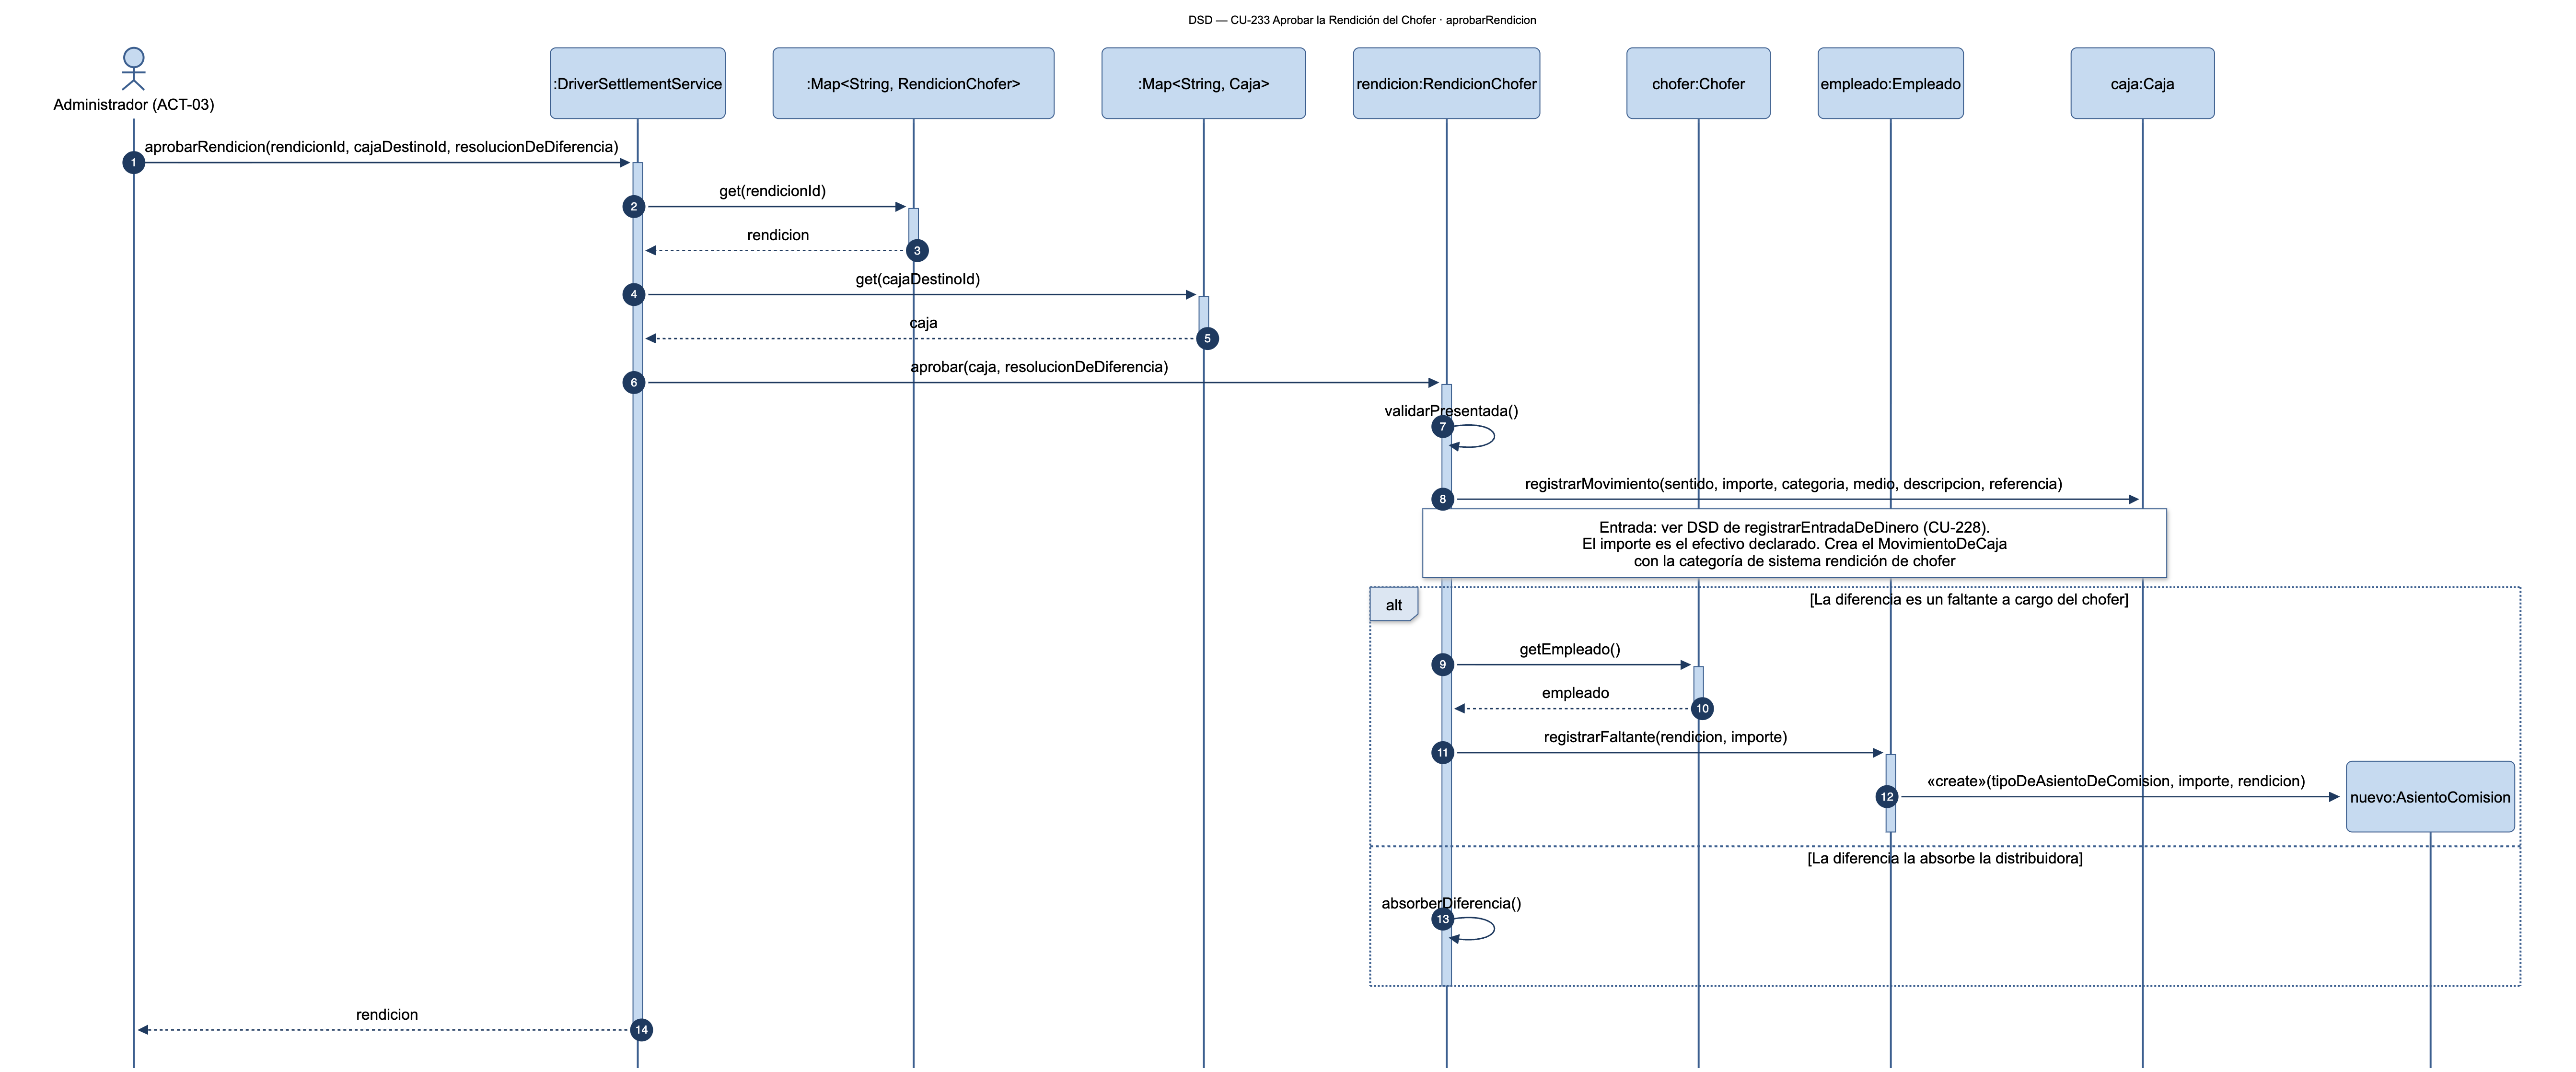 DSD — CU-233 Aprobar la Rendición del Chofer · aprobarRendicion
Administrador (ACT-03)
:DriverSettlementService
:Map<String, RendicionChofer>
:Map<String, Caja>
rendicion:RendicionChofer
chofer:Chofer
empleado:Empleado
caja:Caja
1
aprobarRendicion(rendicionId, cajaDestinoId, resolucionDeDiferencia)
2
get(rendicionId)
rendicion
3
4
get(cajaDestinoId)
caja
5
6
aprobar(caja, resolucionDeDiferencia)
validarPresentada()
7
8
registrarMovimiento(sentido, importe, categoria, medio, descripcion, referencia)
Entrada: ver DSD de registrarEntradaDeDinero (CU-228).
El importe es el efectivo declarado. Crea el MovimientoDeCaja
con la categoría de sistema rendición de chofer
alt
[La diferencia es un faltante a cargo del chofer]
9
getEmpleado()
empleado
10
11
registrarFaltante(rendicion, importe)
12
«create»(tipoDeAsientoDeComision, importe, rendicion)
nuevo:AsientoComision
[La diferencia la absorbe la distribuidora]
absorberDiferencia()
13
rendicion
14